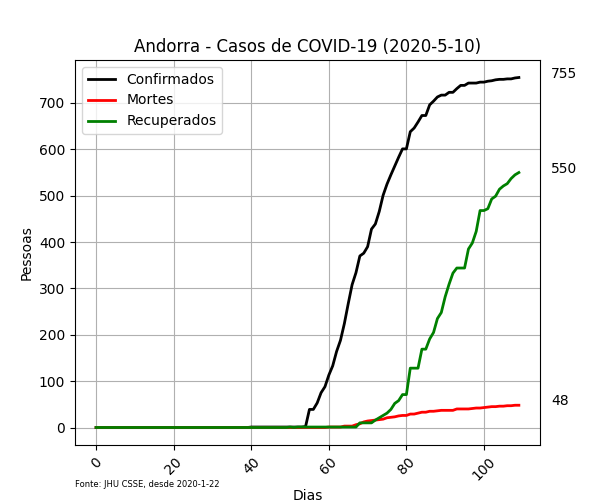 Andorra - Casos de COVID-19 (2020-5-10)
Confirmados
Mortes
Recuperados
755
550
48
Pessoas
700
600
500
400
300
200
100
0
0
20
40
60
80
100
Fonte: JHU CSSE, desde 2020-1-22
Dias